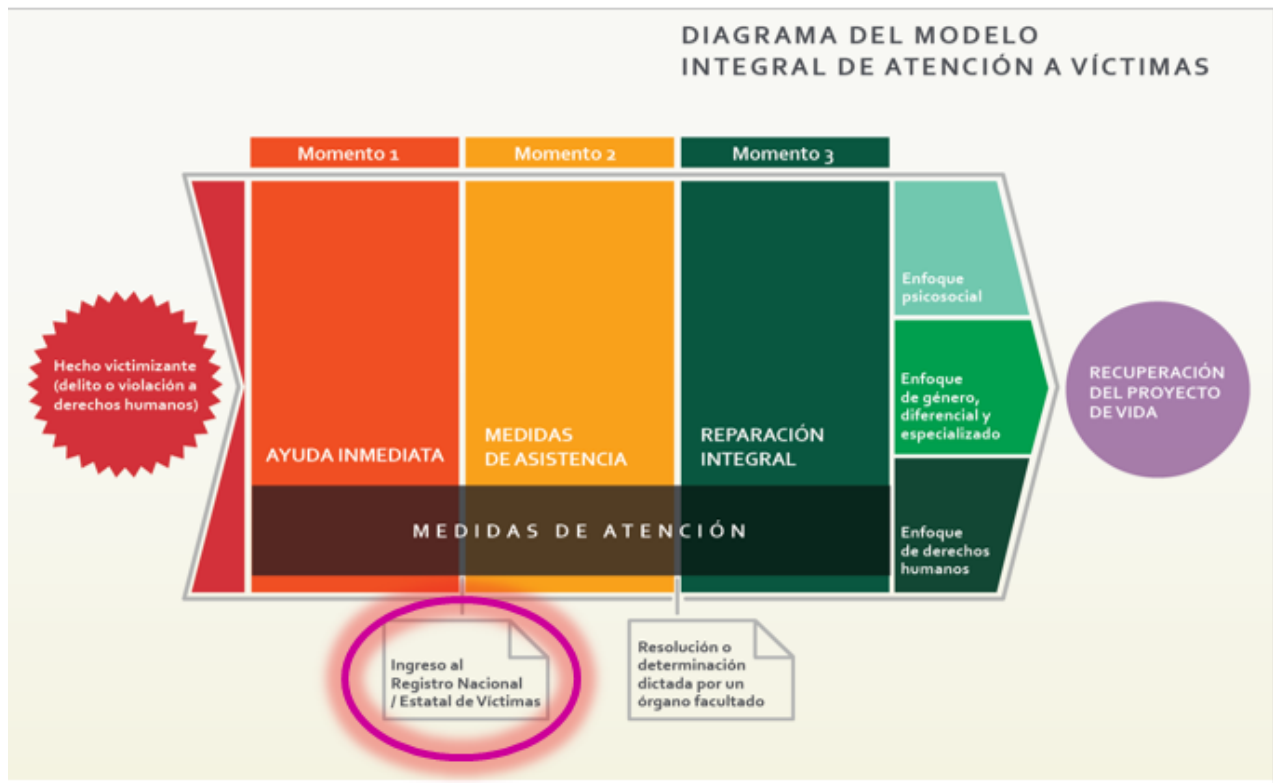 DIAGRAMA DEL MODELO
INTEGRAL DE ATENCIÓN A VÍCTIMAS
Momento 1
Momento 2
Momento 3
Hecho victimizante
(delito o violación a
derechos humanos)
AYUDA INMEDIATA
MEDIDAS
DE ASISTENCIA
REPARACIÓN
INTEGRAL
MEDIDAS DE ATENCIÓN
Enfoque
psicosocial
Enfoque
de género,
diferencial y
especializado
Enfoque
de derechos
humanos
RECUPERACIÓN
DEL PROYECTO
DE VIDA
Ingreso al
Registro Nacional
/ Estatal de Víctimas
Resolución o
determinación
dictada por un
órgano facultado